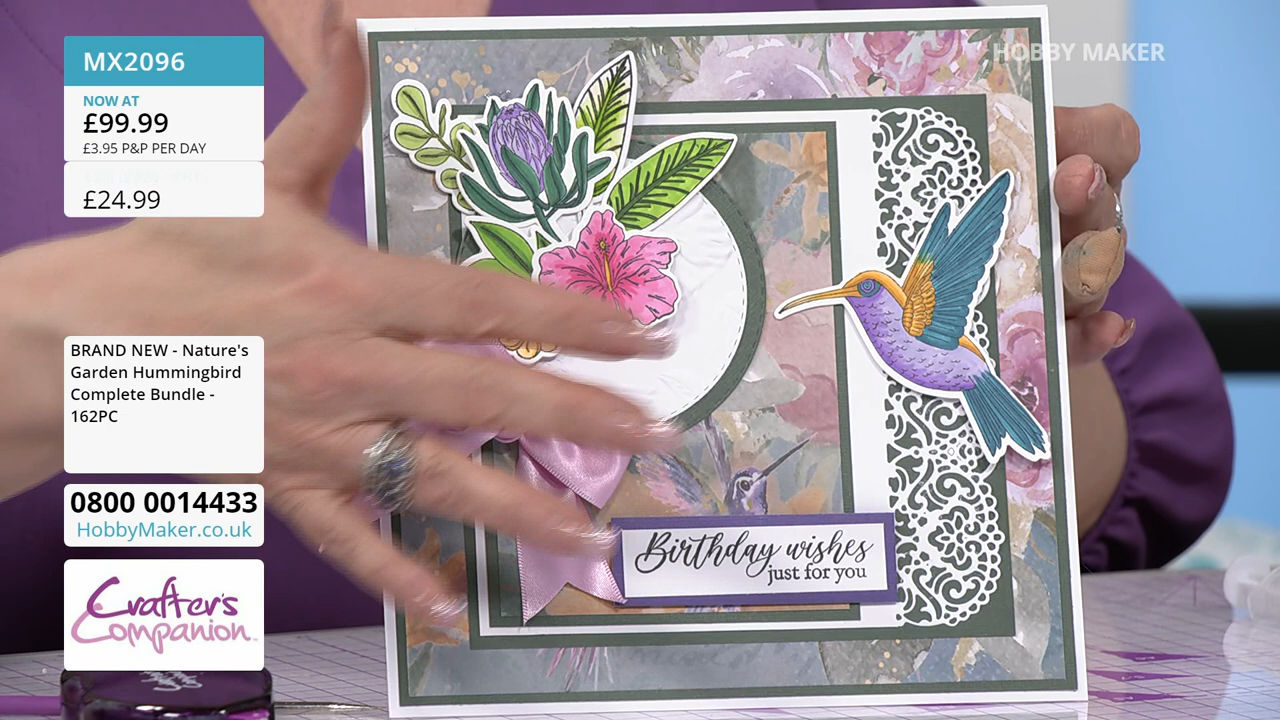 MX2096
NOW AT
£99.99
£3.95 P&P PER DAY
£24.99
BRAND NEW - Nature's
Garden Hummingbird
Complete Bundle -
162PC
0800 0014433
HobbyMaker.co.uk
Crafter's
Companion
HOBBY MAKER
Birthday wishes
just for you